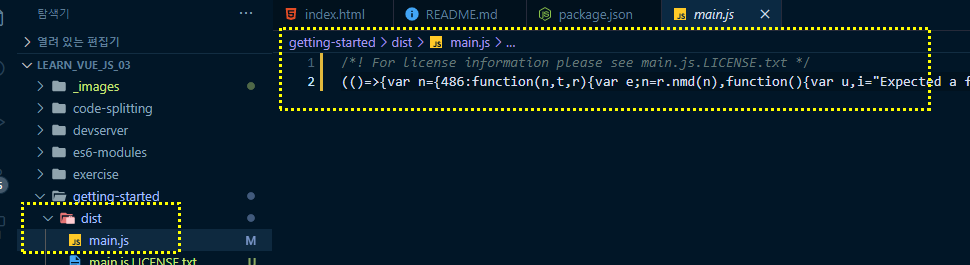 탐색기 ...
열려 있는 편집기
LEARN_VUE_JS_03
_images
code-splitting
devserver
es6-modules
exercise
getting-started
dist
JS main.js M
main.js.LICENSE.txt U
index.html README.md package.json JS main.js
getting-started > dist > JS main.js > ...
1 /*! For license information please see main.js.LICENSE.txt */
2 (()=>{var n={486:function(n,t,r){var e;n=r.nmd(n),function(){var u,i="Expected a f